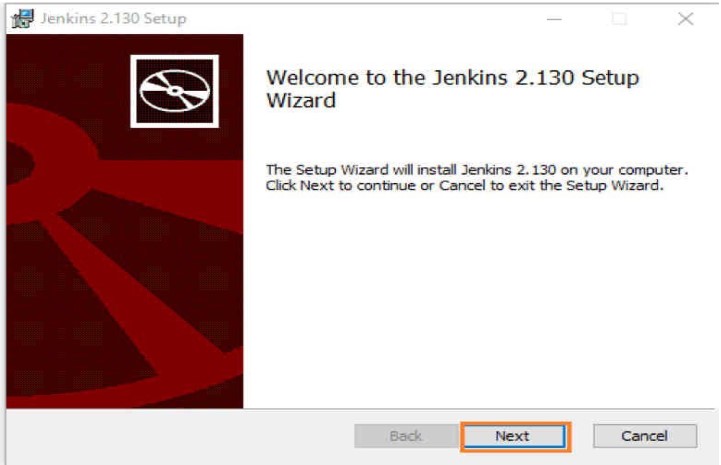 Jenkins 2.130 Setup
Welcome to the Jenkins 2.130 Setup
Wizard
The Setup Wizard will install Jenkins 2.130 on your computer.
Click Next to continue or Cancel to exit the Setup Wizard.
Back Next Cancel